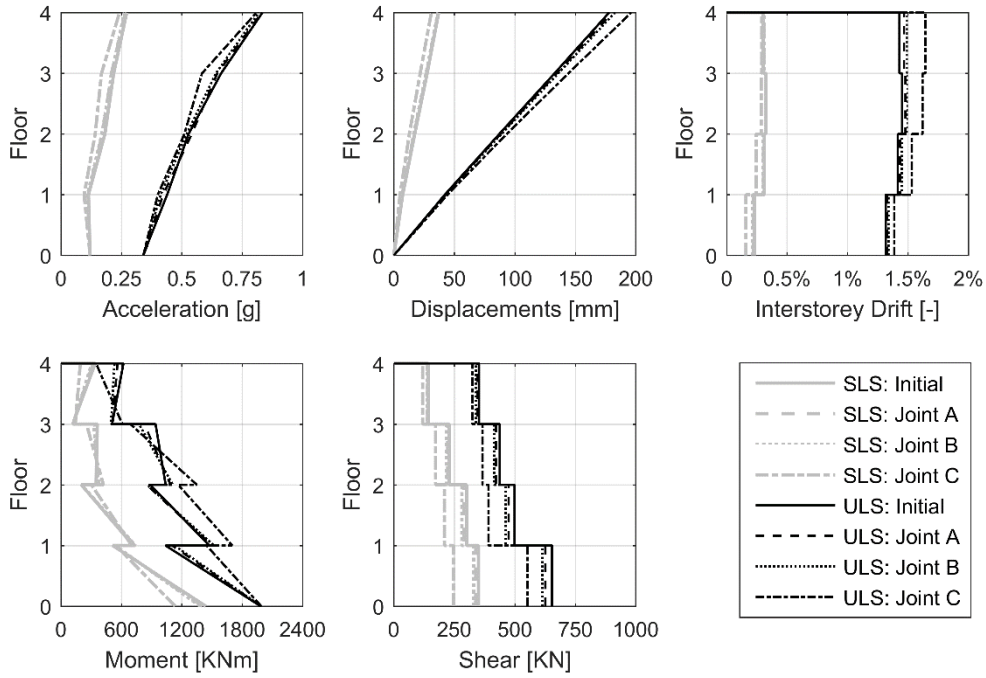 4
3
2
1
0
Floor
0 0.25 0.5 0.75 1
Acceleration [g]
4
3
2
1
0
Floor
0 50 100 150 200
Displacements [mm]
4
3
2
1
0
Floor
0 0.5% 1% 1.5% 2%
Interstorey Drift [-]
4
3
2
1
0
Floor
0 600 1200 1800 2400
Moment [KNm]
4
3
2
1
0
Floor
0 250 500 750 1000
Shear [KN]
SLS: Initial
SLS: Joint A
SLS: Joint B
SLS: Joint C
ULS: Initial
ULS: Joint A
ULS: Joint B
ULS: Joint C